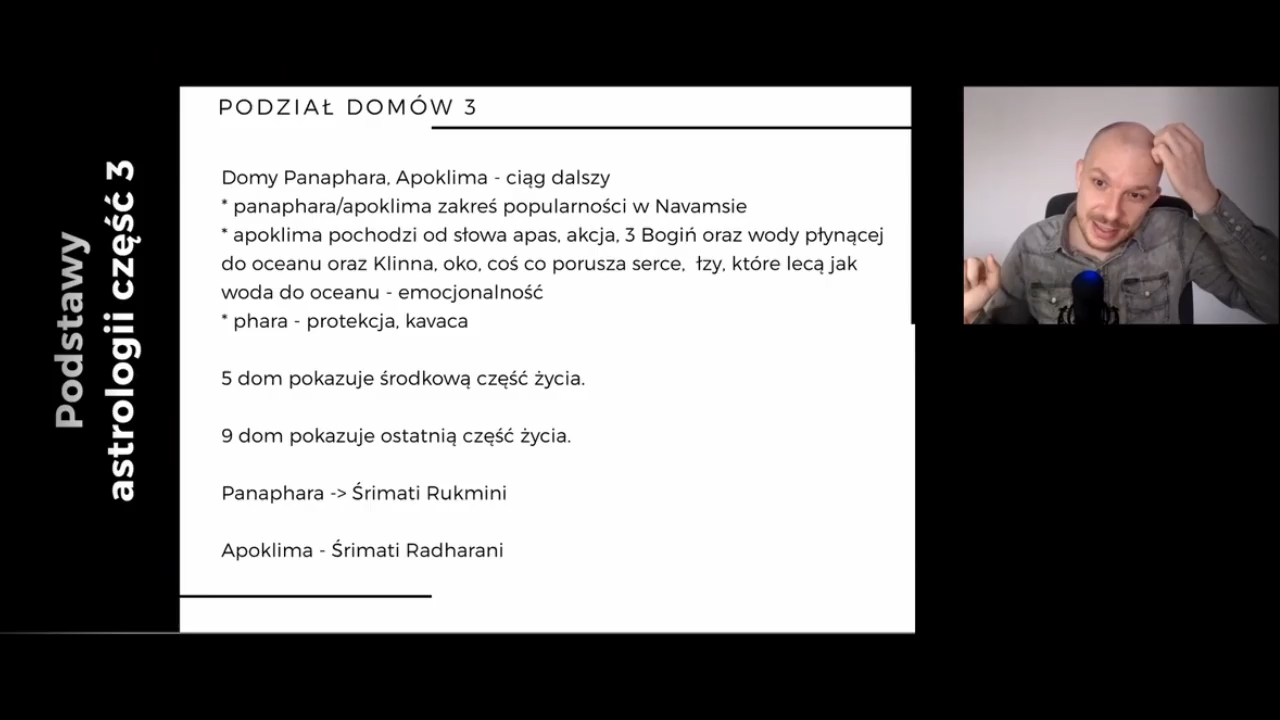 Podstawy
astrologii część 3
PODZIAŁ DOMÓW 3
Domy Panaphara, Apoklima - ciąg dalszy
* panaphara/apoklima zakreś popularności w Navamsie
* apoklima pochodzi od słowa apas, akcja, 3 Bogiń oraz wody płynącej
do oceanu oraz Klinna, oko, coś co porusza serce,  łzy, które lecą jak
woda do oceanu - emocjonalność
* phara - protekcja, kavaca
5 dom pokazuje środkową część życia.
9 dom pokazuje ostatnią część życia.
Panaphara -> Śrimati Rukmini
Apoklima - Śrimati Radharani